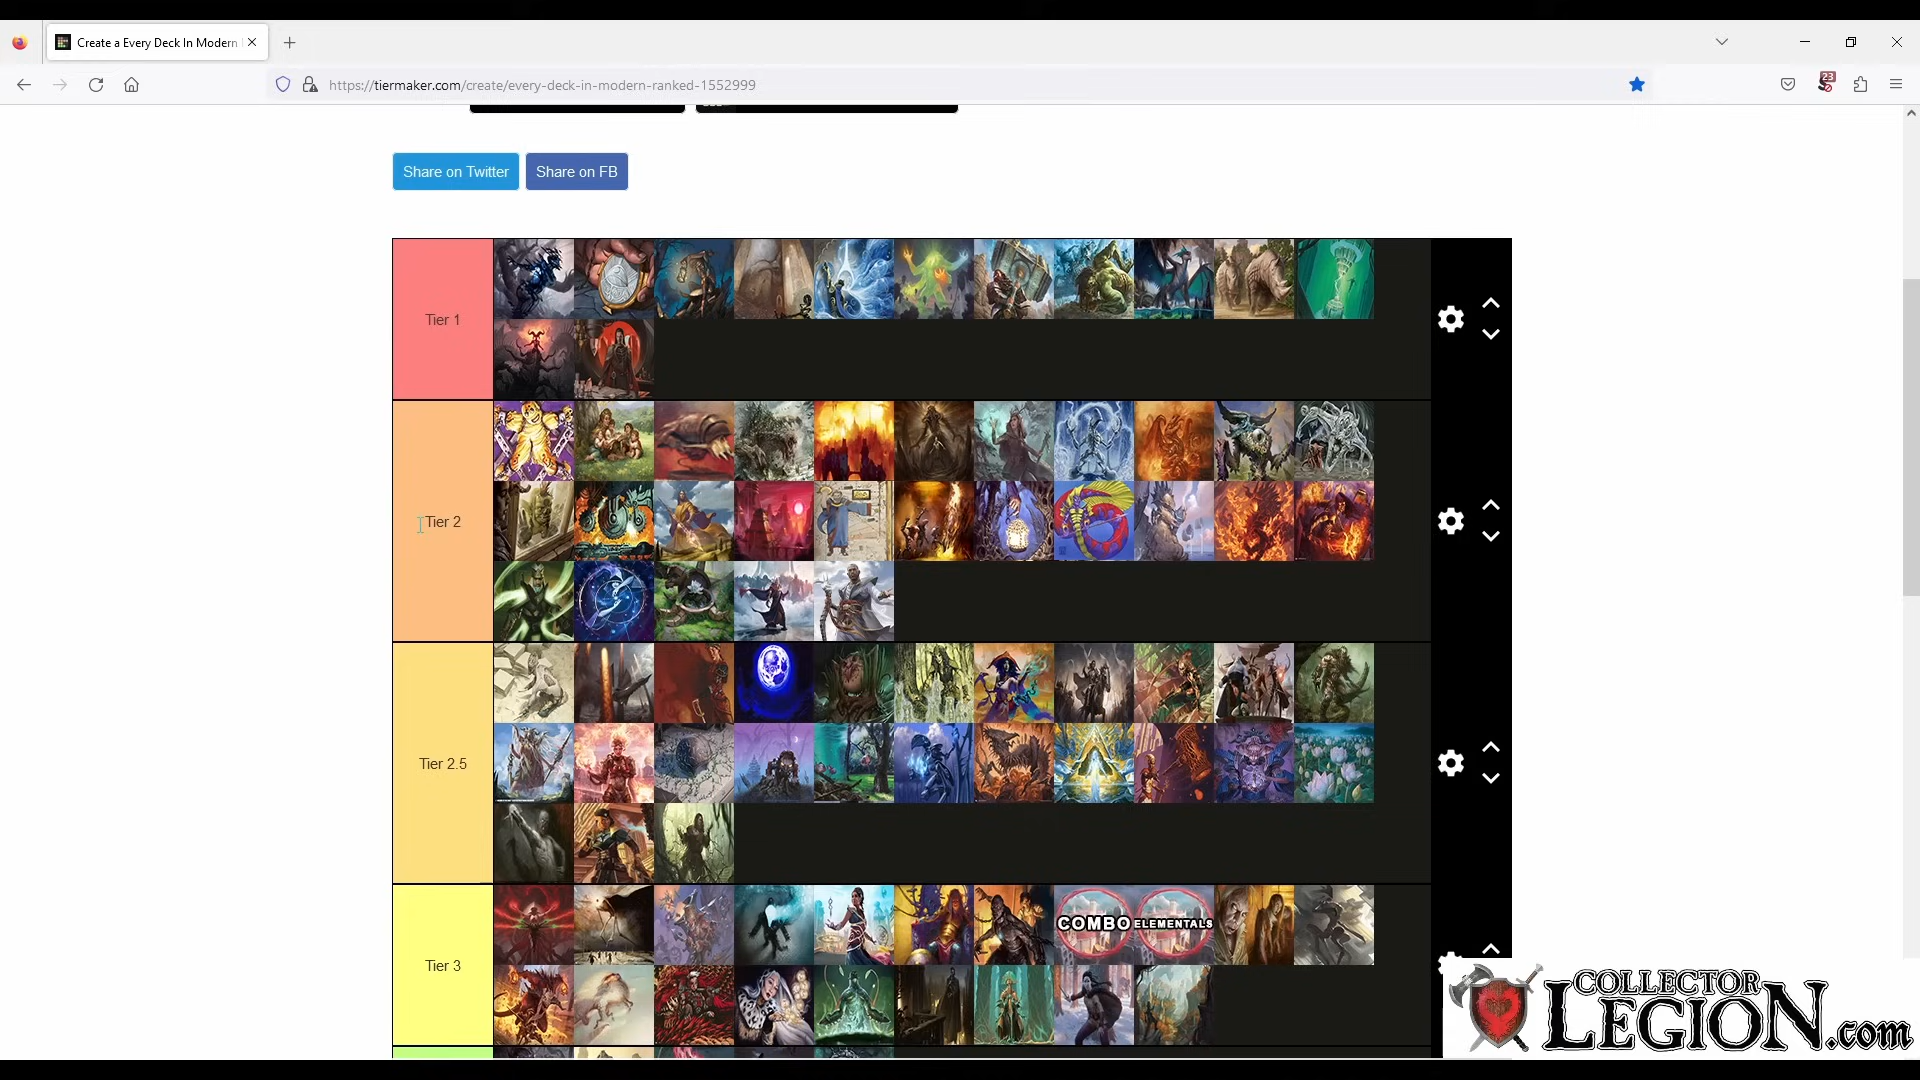 Create a Every Deck In Modern
https://tiermaker.com/create/every-deck-in-modern-ranked-1552999
23
Share on Twitter
Share on FB
Tier 1
Tier 2
Tier 2.5
Tier 3
COMBO
ELEMENTALS
COLLECTOR
LEGION.com